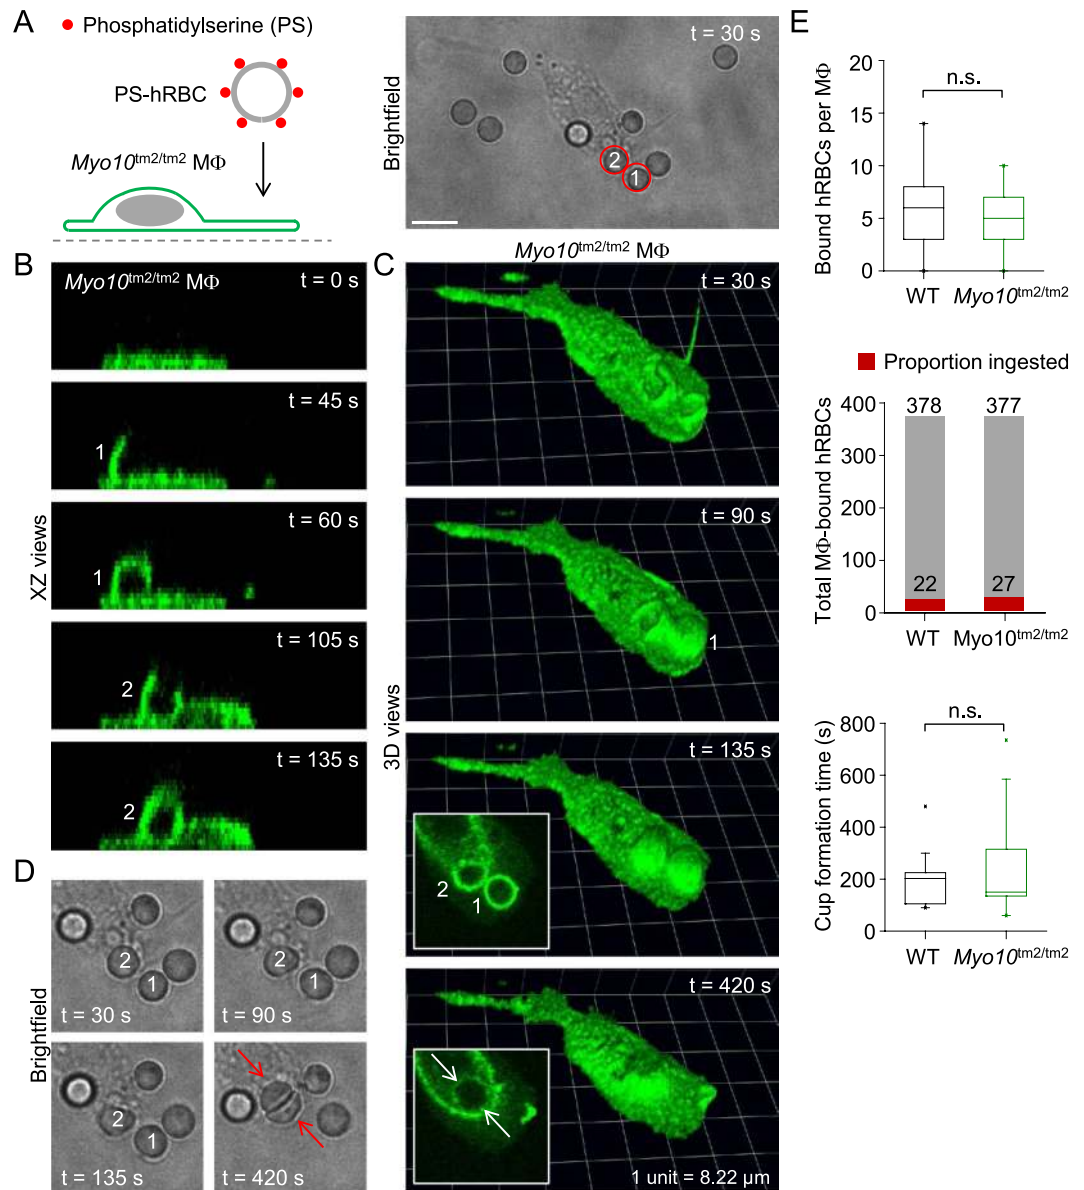 A
Phosphatidylserine (PS)
PS-hRBC
Myo10tm2/tm2 MΦ
Brightfield
t = 30 s
2
1
B
Myo10tm2/tm2 MΦ
t = 0 s
XZ views
t = 45 s
1
t = 60 s
1
t = 105 s
2
t = 135 s
2
C
Myo10tm2/tm2 MΦ
3D views
t = 30 s
t = 90 s
1
t = 135 s
2
1
t = 420 s
1 unit = 8.22 µm
D
Brightfield
2
1
t = 30 s
2
1
t = 90 s
2
1
t = 135 s
t = 420 s
E
Bound hRBCs per MΦ
20
15
10
5
0
n.s.
WT
Myo10tm2/tm2
Proportion ingested
Total MΦ-bound hRBCs
400
300
200
100
0
378
377
22
27
WT
Myo10tm2/tm2
Cup formation time (s)
800
600
400
200
0
n.s.
WT
Myo10tm2/tm2